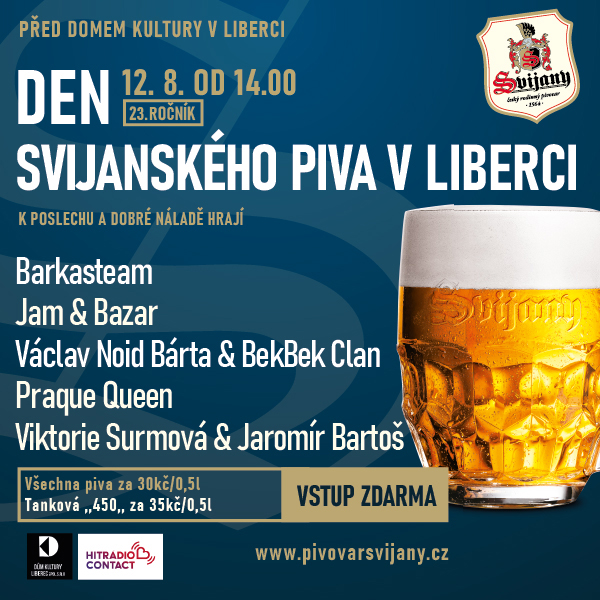 PŘED DOMEM KULTURY V LIBERCI
DEN 12. 8. OD 14.00
23.ROČNÍK
SVIJANSKÉHO PIVA V LIBERCI
K POSLECHU A DOBRÉ NÁLADĚ HRAJÍ
Barkasteam
Jam & Bazar
Václav Noid Bárta & BekBek Clan
Praque Queen
Viktorie Surmová & Jaromír Bartoš
Všechna piva za 30kč/0,5l
Tanková ,,450,, za 35kč/0,5l
VSTUP ZDARMA
www.pivovarsvijany.cz
Svijany
český rodinný pivovar
· 1564 ·
Svijany
DŮM KULTURY
LIBEREC spol. s r.o.
HITRADIO
CONTACT